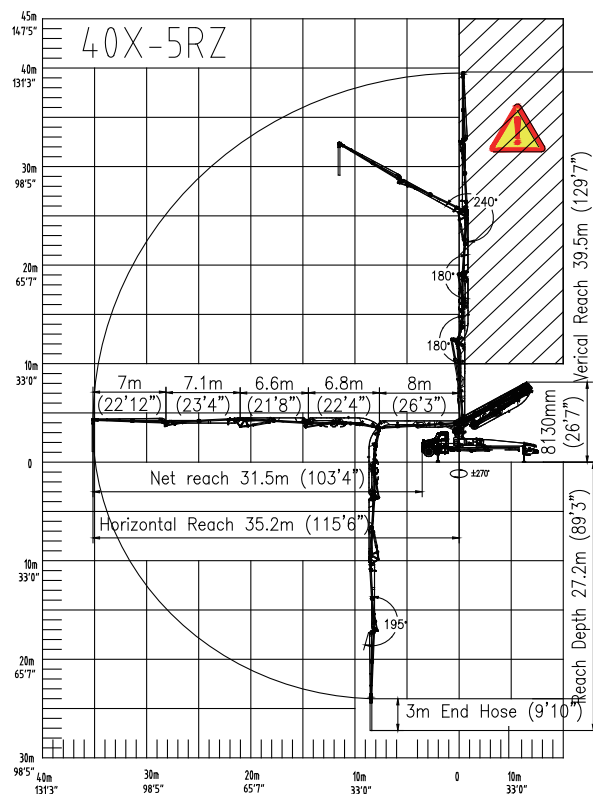 45m
147'5"
40X-5RZ
40m
131'3
30m
98'5"
240°
20m
65'7"
180°
Verical Reach 39.5m (129'7")
180°
10m
33'0"
7m
(22'12")
7.1m
(23'4")
6.6m
(21'8")
6.8m
(22'4")
8m
(26'3")
8130mm
(26'7")
0
±270°
Net reach 31.5m (103'4")
Horizontal Reach 35.2m (115'6")
10m
33'0"
Reach Depth 27.2m (89'3")
195°
20m
65'7"
3m End Hose (9'10")
30m
98'5"
40m
131'3"
30m
98'5"
20m
65'7"
10m
33'0"
0
10m
33'0"